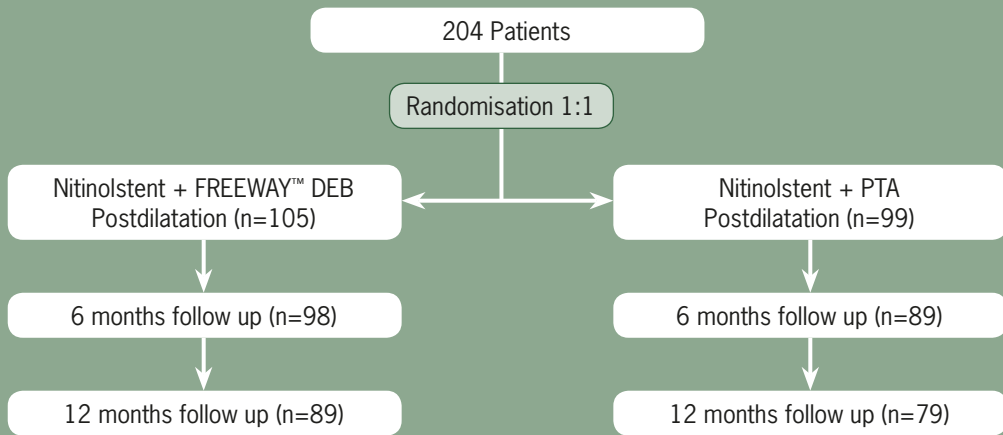 204 Patients
Randomisation 1:1
Nitinolstent + FREEWAY™ DEB
Postdilatation (n=105)
Nitinolstent + PTA
Postdilatation (n=99)
6 months follow up (n=98)
6 months follow up (n=89)
12 months follow up (n=89)
12 months follow up (n=79)